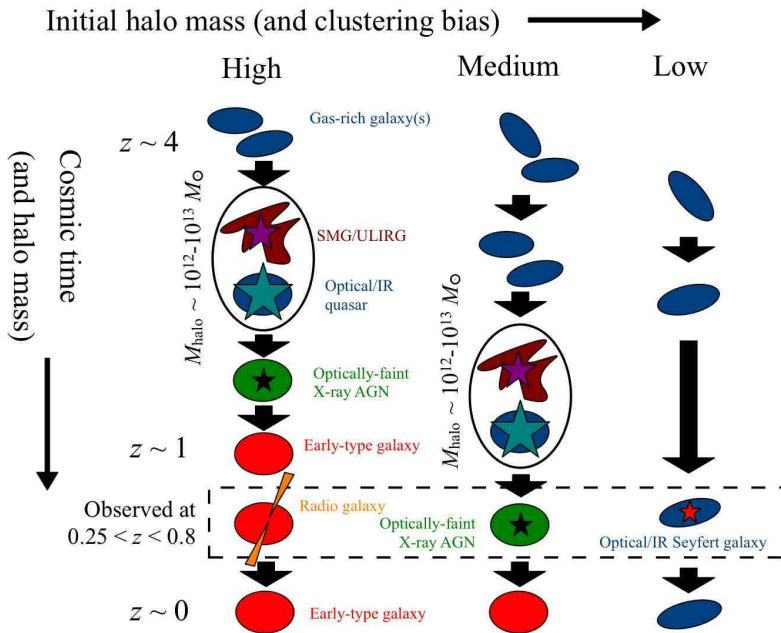 Initial halo mass (and clustering bias)
High
Medium
Low
Cosmic time
(and halo mass)
z ~ 4
Gas-rich galaxy(s)
M_halo ~ 10^12-10^13 M_⊙
SMG/ULIRG
Optical/IR
quasar
Optically-faint
X-ray AGN
M_halo ~ 10^12-10^13 M_⊙
z ~ 1
Early-type galaxy
Observed at
0.25 < z < 0.8
Radio galaxy
Optically-faint
X-ray AGN
Optical/IR Seyfert galaxy
z ~ 0
Early-type galaxy